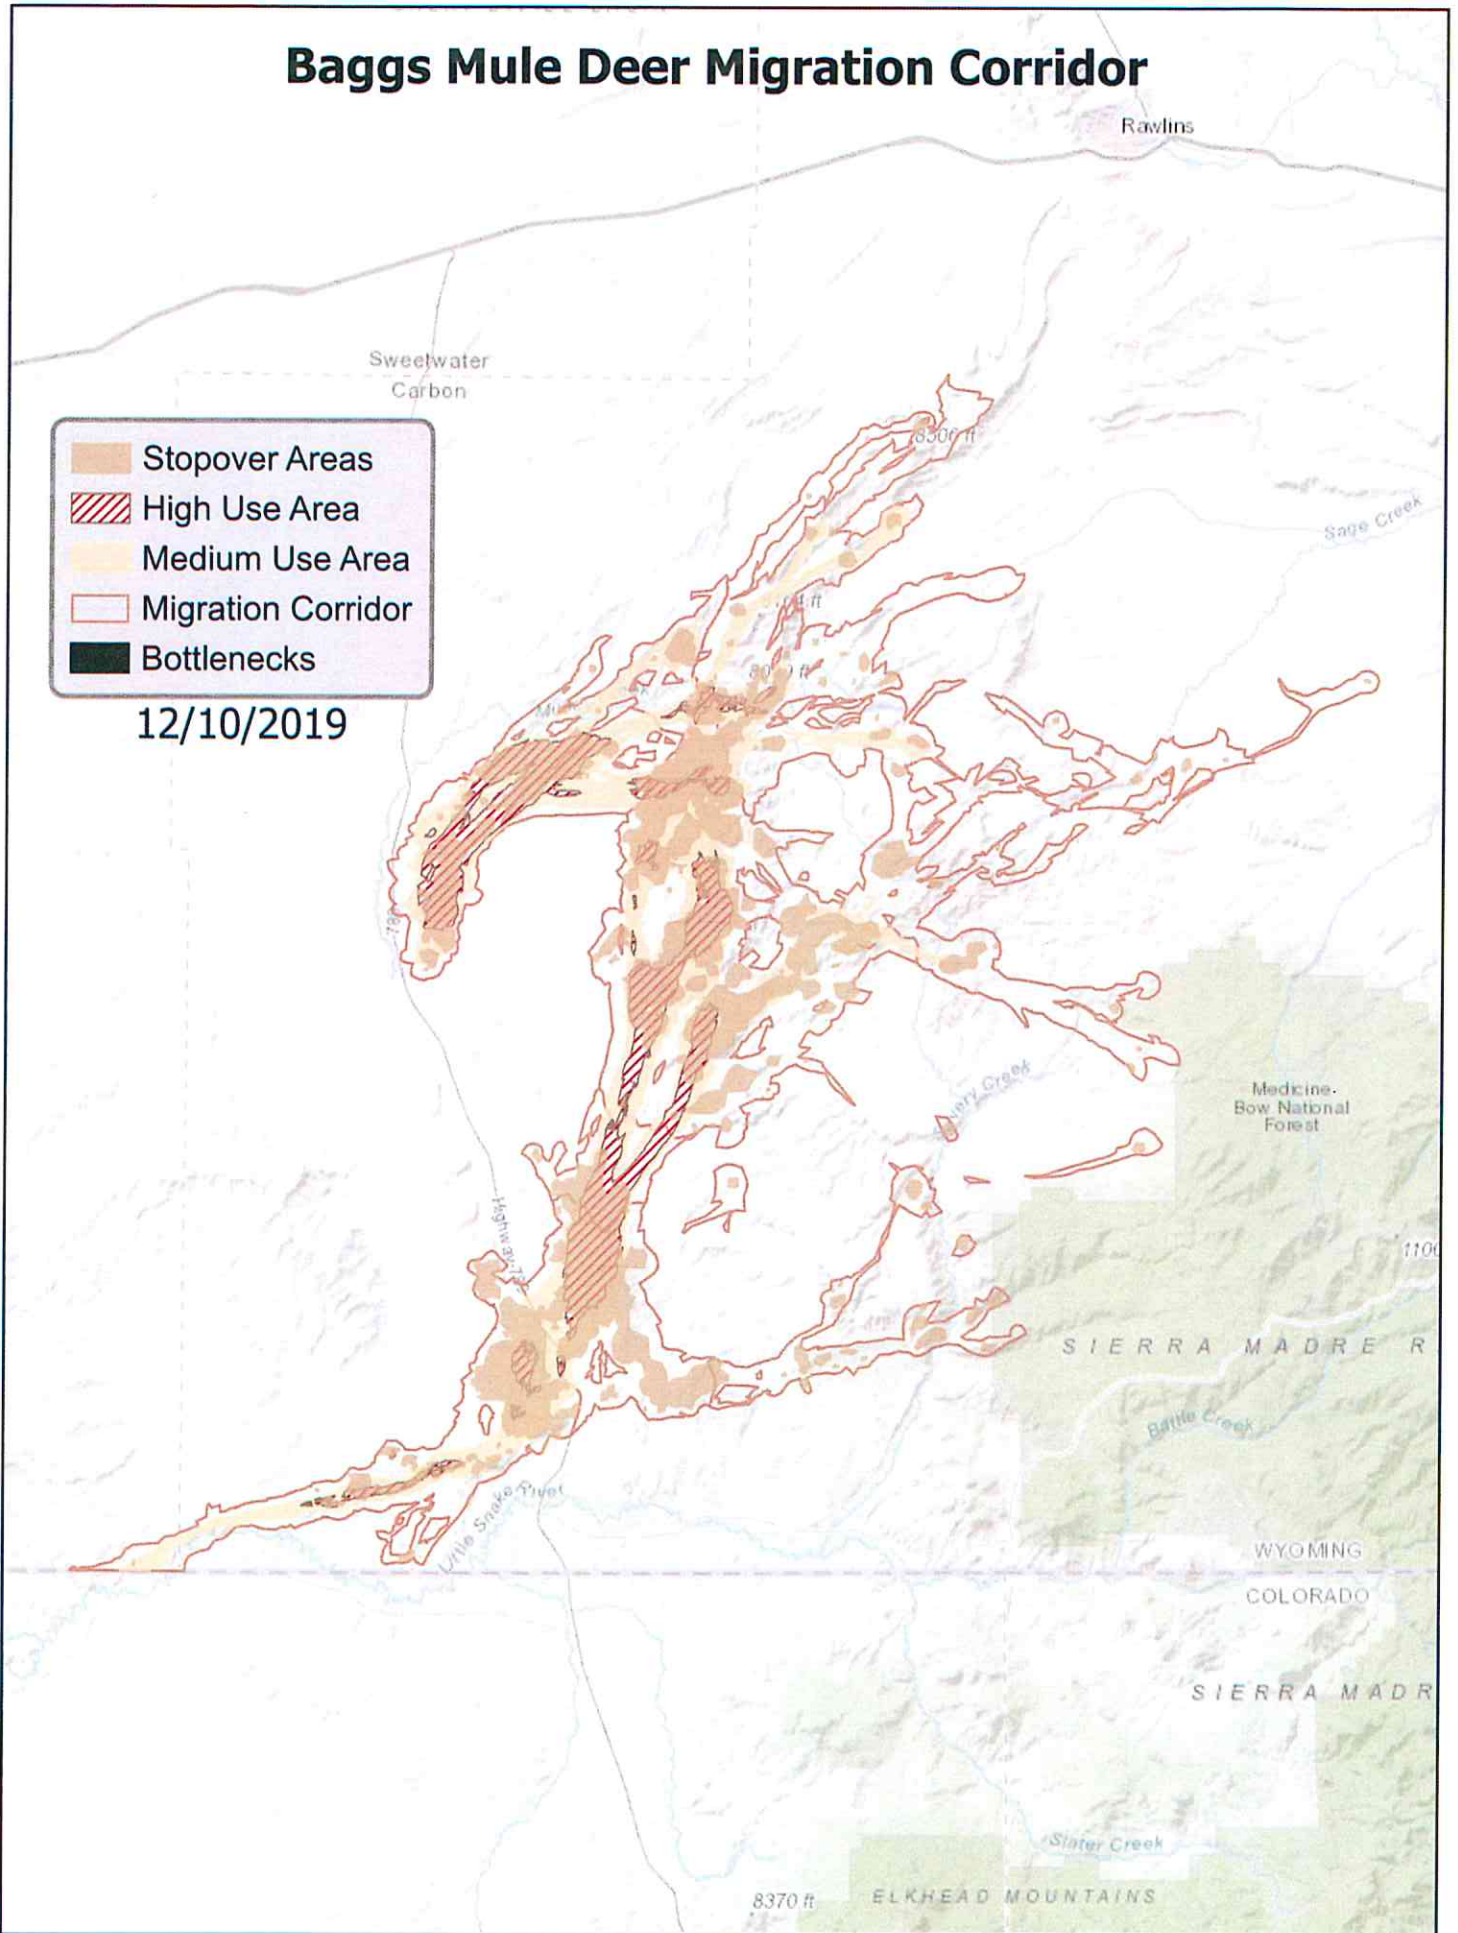 Baggs Mule Deer Migration Corridor
Rawlins
Sweetwater
Carbon
Stopover Areas
High Use Area
Medium Use Area
Migration Corridor
Bottlenecks
12/10/2019
8506 ft
Sage Creek
Medicine-
Bow National
Forest
Highway 78
SIERRA MADRE R
Battle Creek
Little Snake River
WYOMING
COLORADO
SIERRA MADR
Slater Creek
8370 ft
ELKHEAD MOUNTAINS